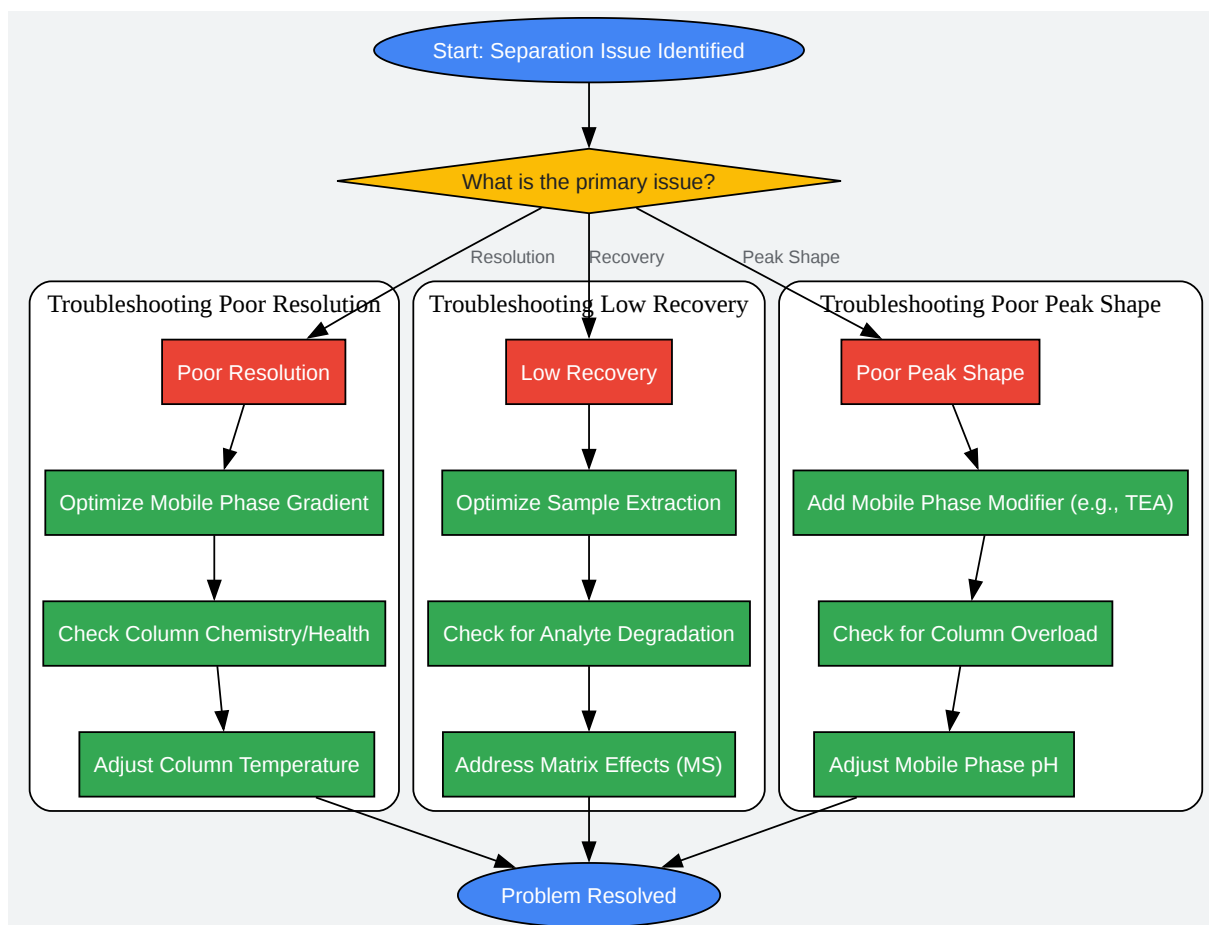 Start: Separation Issue Identified
What is the primary issue?
Resolution
Recovery
Peak Shape
Troubleshooting Poor Resolution
Poor Resolution
Optimize Mobile Phase Gradient
Check Column Chemistry/Health
Adjust Column Temperature
Troubleshooting Low Recovery
Low Recovery
Optimize Sample Extraction
Check for Analyte Degradation
Address Matrix Effects (MS)
Troubleshooting Poor Peak Shape
Poor Peak Shape
Add Mobile Phase Modifier (e.g., TEA)
Check for Column Overload
Adjust Mobile Phase pH
Problem Resolved